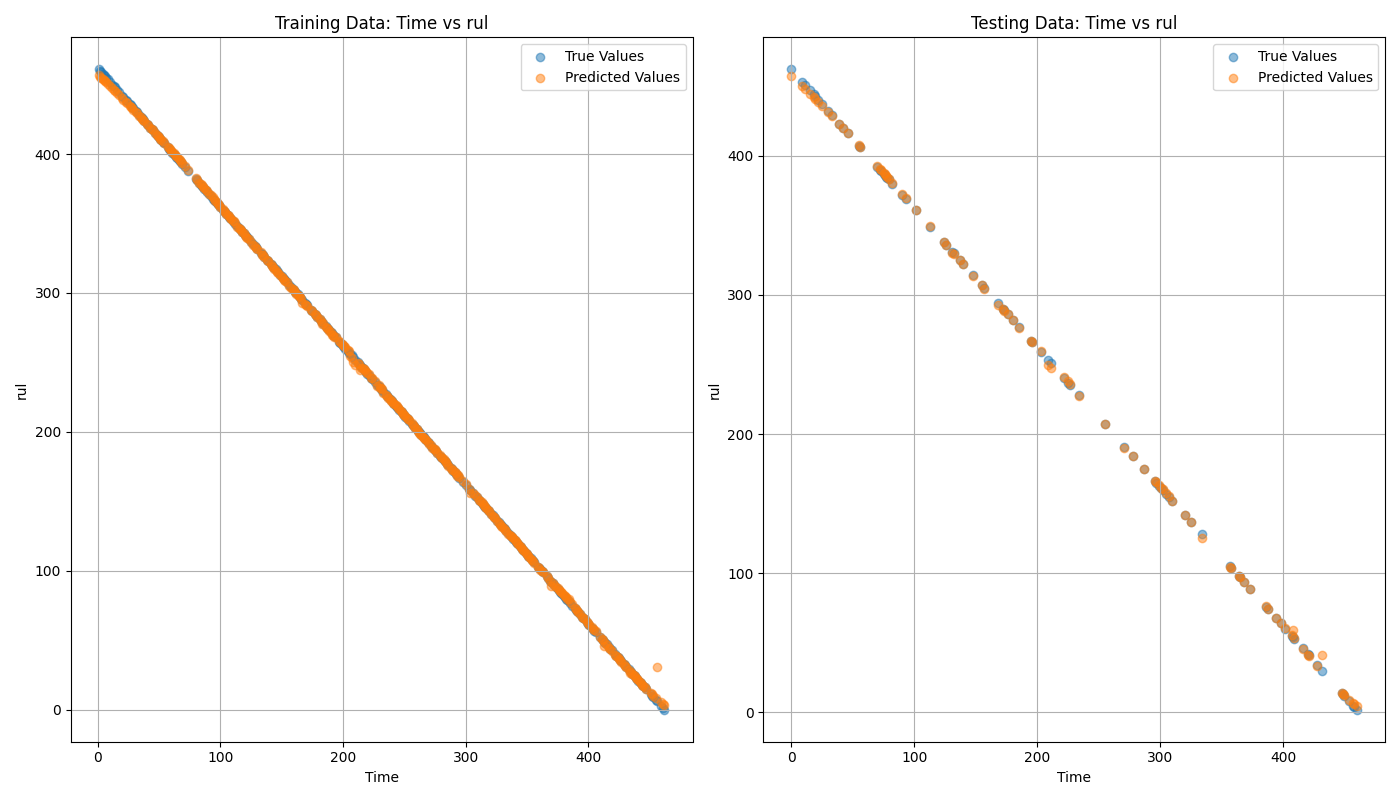 Training Data: Time vs rul
True Values
Predicted Values
rul
400
300
200
100
0
0 100 200 300 400
Time
Testing Data: Time vs rul
True Values
Predicted Values
rul
400
300
200
100
0
0 100 200 300 400
Time